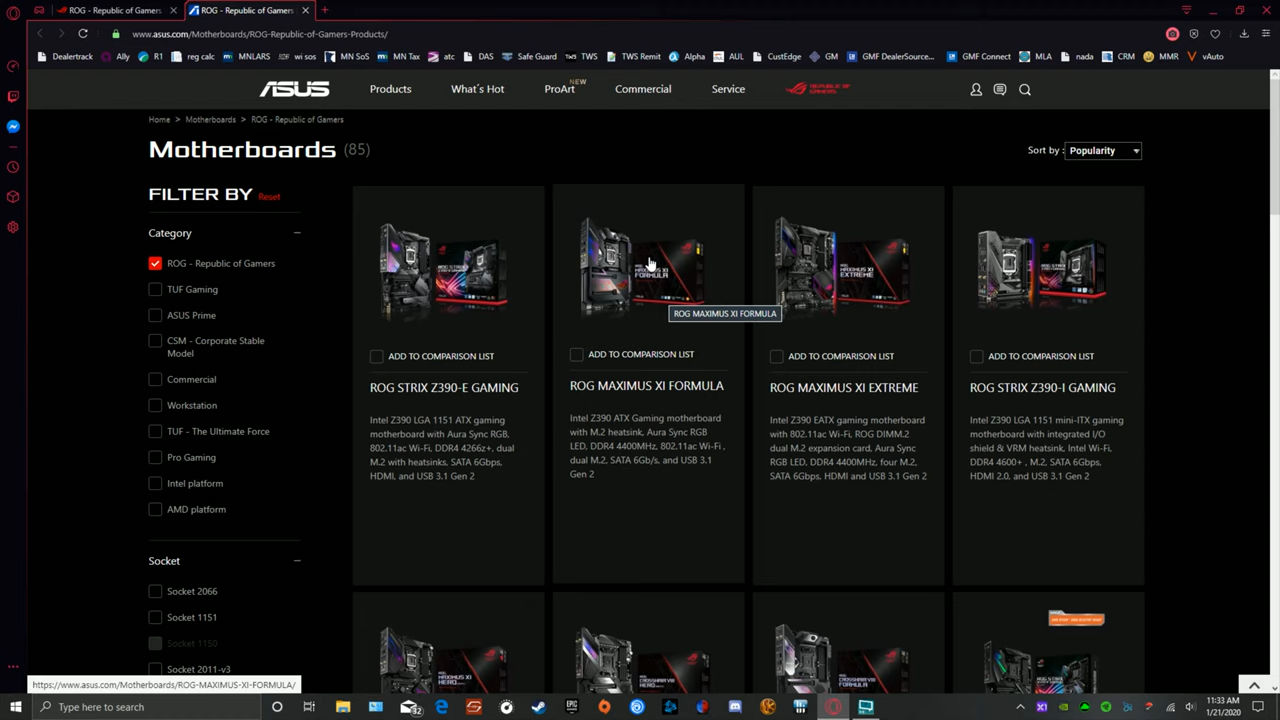 ROG - Republic of Gamers
ROG - Republic of Gamers
www.asus.com/Motherboards/ROG-Republic-of-Gamers-Products/
Dealertrack Ally R1 reg calc MNLARS wi sos MN SoS MN Tax atc DAS Safe Guard TWS TWS Remit Alpha AUL CustEdge GM GMF DealerSource... GMF Connect MLA nada CRM MMR vAuto
ASUS Products What's Hot ProArt NEW Commercial Service REPUBLIC OF GAMERS
Home > Motherboards > ROG - Republic of Gamers
Motherboards (85)
Sort by : Popularity
FILTER BY Reset
Category
ROG - Republic of Gamers
TUF Gaming
ASUS Prime
CSM - Corporate Stable
Model
Commercial
Workstation
TUF - The Ultimate Force
Pro Gaming
Intel platform
AMD platform
Socket
Socket 2066
Socket 1151
Socket 1150
Socket 2011-v3
ADD TO COMPARISON LIST
ROG STRIX Z390-E GAMING
Intel Z390 LGA 1151 ATX gaming
motherboard with Aura Sync RGB,
802.11ac Wi-Fi, DDR4 4266z+, dual
M.2 with heatsinks, SATA 6Gbps,
HDMI, and USB 3.1 Gen 2
MAXIMUS XI
FORMULA
ROG MAXIMUS XI FORMULA
ADD TO COMPARISON LIST
ROG MAXIMUS XI FORMULA
Intel Z390 ATX Gaming motherboard
with M.2 heatsink, Aura Sync RGB
LED, DDR4 4400MHz, 802.11ac Wi-Fi ,
dual M.2, SATA 6Gb/s, and USB 3.1
Gen 2
MAXIMUS XI
EXTREME
ADD TO COMPARISON LIST
ROG MAXIMUS XI EXTREME
Intel Z390 EATX gaming motherboard
with 802.11ac Wi-Fi, ROG DIMM.2
dual M.2 expansion card, Aura Sync
RGB LED, DDR4 4400MHz, four M.2,
SATA 6Gbps, HDMI and USB 3.1 Gen 2
ADD TO COMPARISON LIST
ROG STRIX Z390-I GAMING
Intel Z390 LGA 1151 mini-ITX gaming
motherboard with integrated I/O
shield & VRM heatsink, Intel Wi-Fi,
DDR4 4600+ , M.2, SATA 6Gbps,
HDMI 2.0, and USB 3.1 Gen 2
https://www.asus.com/Motherboards/ROG-MAXIMUS-XI-FORMULA/
Type here to search
11:33 AM
1/21/2020